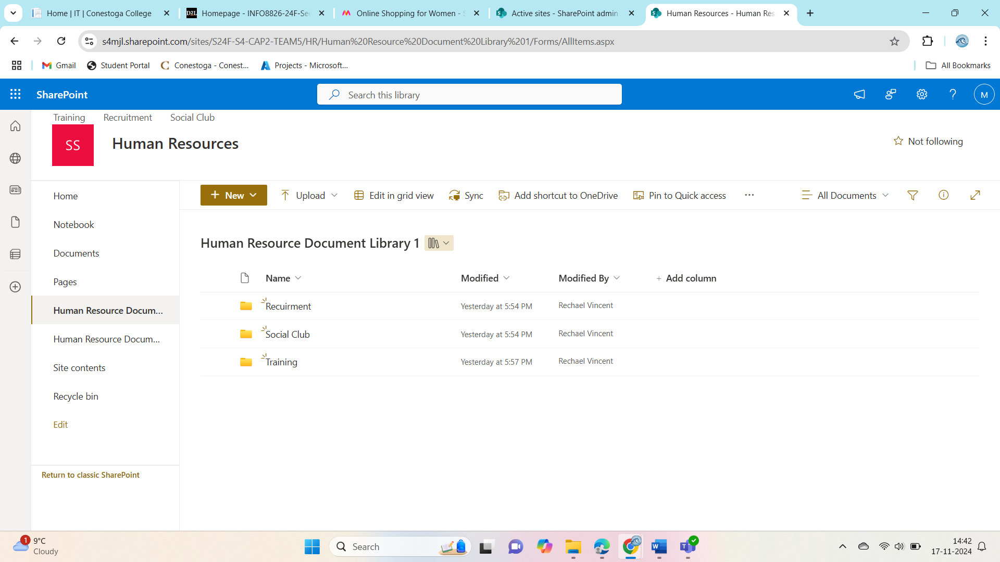 Home | IT | Conestoga College
Homepage - INFO8826-24F-Sec
Online Shopping for Women - S
Active sites - SharePoint admin
Human Resources - Human Res
s4mjl.sharepoint.com/sites/S24F-S4-CAP2-TEAM5/HR/Human%20Resource%20Document%20Library%201/Forms/AllItems.aspx
Gmail
Student Portal
Conestoga - Conest...
Projects - Microsoft...
All Bookmarks
SharePoint
Search this library
M
Training
Recruitment
Social Club
SS
Human Resources
Not following
Home
Notebook
Documents
Pages
Human Resource Docum...
Human Resource Docum...
Site contents
Recycle bin
Edit
Return to classic SharePoint
New
Upload
Edit in grid view
Sync
Add shortcut to OneDrive
Pin to Quick access
All Documents
Human Resource Document Library 1
Name
Modified
Modified By
+ Add column
Recuirment
Yesterday at 5:54 PM
Rechael Vincent
Social Club
Yesterday at 5:54 PM
Rechael Vincent
Training
Yesterday at 5:57 PM
Rechael Vincent
1
9°C
Cloudy
Search
14:42
17-11-2024